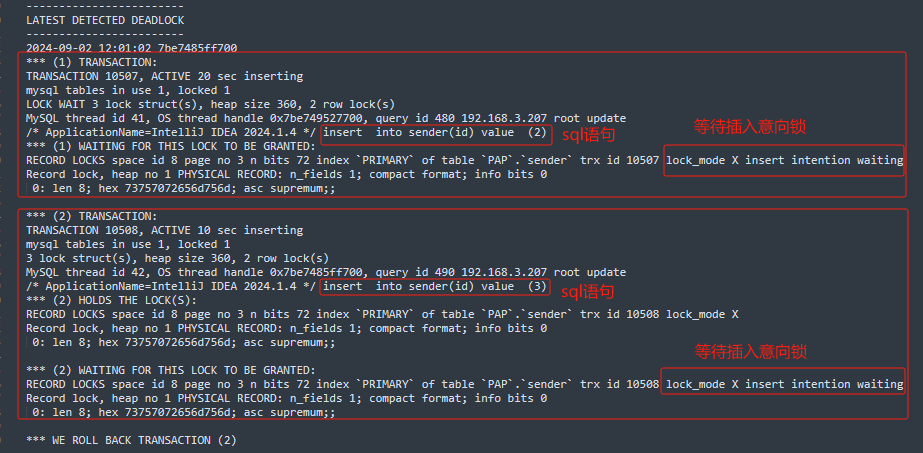 ------------------------
LATEST DETECTED DEADLOCK
------------------------
2024-09-02 12:01:02 7be7485ff700
*** (1) TRANSACTION:
TRANSACTION 10507, ACTIVE 20 sec inserting
mysql tables in use 1, locked 1
LOCK WAIT 3 lock struct(s), heap size 360, 2 row lock(s)
MySQL thread id 41, OS thread handle 0x7be749527700, query id 480 192.168.3.207 root update
/* ApplicationName=IntelliJ IDEA 2024.1.4 */ insert  into sender(id) value  (2) sql语句
等待插入意向锁
*** (1) WAITING FOR THIS LOCK TO BE GRANTED:
RECORD LOCKS space id 8 page no 3 n bits 72 index `PRIMARY` of table `PAP`.`sender` trx id 10507 lock_mode X insert intention waiting
Record lock, heap no 1 PHYSICAL RECORD: n_fields 1; compact format; info bits 0
 0: len 8; hex 73757072656d756d; asc supremum;;
*** (2) TRANSACTION:
TRANSACTION 10508, ACTIVE 10 sec inserting
mysql tables in use 1, locked 1
3 lock struct(s), heap size 360, 2 row lock(s)
MySQL thread id 42, OS thread handle 0x7be7485ff700, query id 490 192.168.3.207 root update
/* ApplicationName=IntelliJ IDEA 2024.1.4 */ insert  into sender(id) value  (3) sql语句
*** (2) HOLDS THE LOCK(S):
RECORD LOCKS space id 8 page no 3 n bits 72 index `PRIMARY` of table `PAP`.`sender` trx id 10508 lock_mode X
Record lock, heap no 1 PHYSICAL RECORD: n_fields 1; compact format; info bits 0
 0: len 8; hex 73757072656d756d; asc supremum;;
等待插入意向锁
*** (2) WAITING FOR THIS LOCK TO BE GRANTED:
RECORD LOCKS space id 8 page no 3 n bits 72 index `PRIMARY` of table `PAP`.`sender` trx id 10508 lock_mode X insert intention waiting
Record lock, heap no 1 PHYSICAL RECORD: n_fields 1; compact format; info bits 0
 0: len 8; hex 73757072656d756d; asc supremum;;
*** WE ROLL BACK TRANSACTION (2)